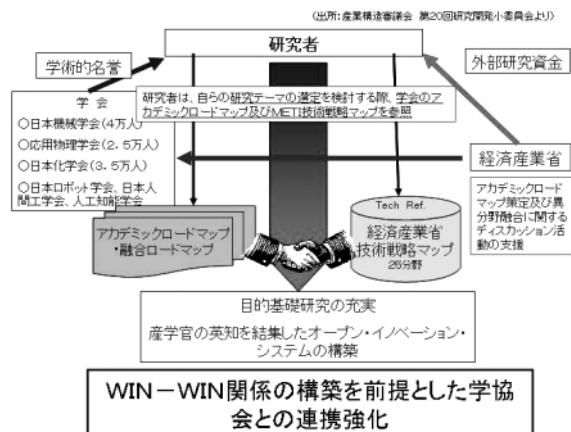 (出所:産業構造審議会 第20回研究開発小委員会より)
研究者
学術的名誉
外部研究資金
学 会
○日本機械学会(4万人)
○応用物理学会(2.5万人)
○日本化学会(3.5万人)
○日本ロボット学会、日本人
間工学会、人工知能学会
研究者は、自らの研究テーマの選定を検討する際、学会のア
カデミックロードマップ及びMETI技術戦略マップを参照
経済産業省
アカデミックロード
マップ策定及び異
分野融合に関する
ディスカッション活
動の支援
アカデミックロードマップ
・融合ロードマップ
Tech Ref.
経済産業省
技術戦略マップ
25分野
目的基礎研究の充実
産学官の英知を結集したオープン・イノベーション・
システムの構築
WIN-WIN関係の構築を前提とした学協
会との連携強化